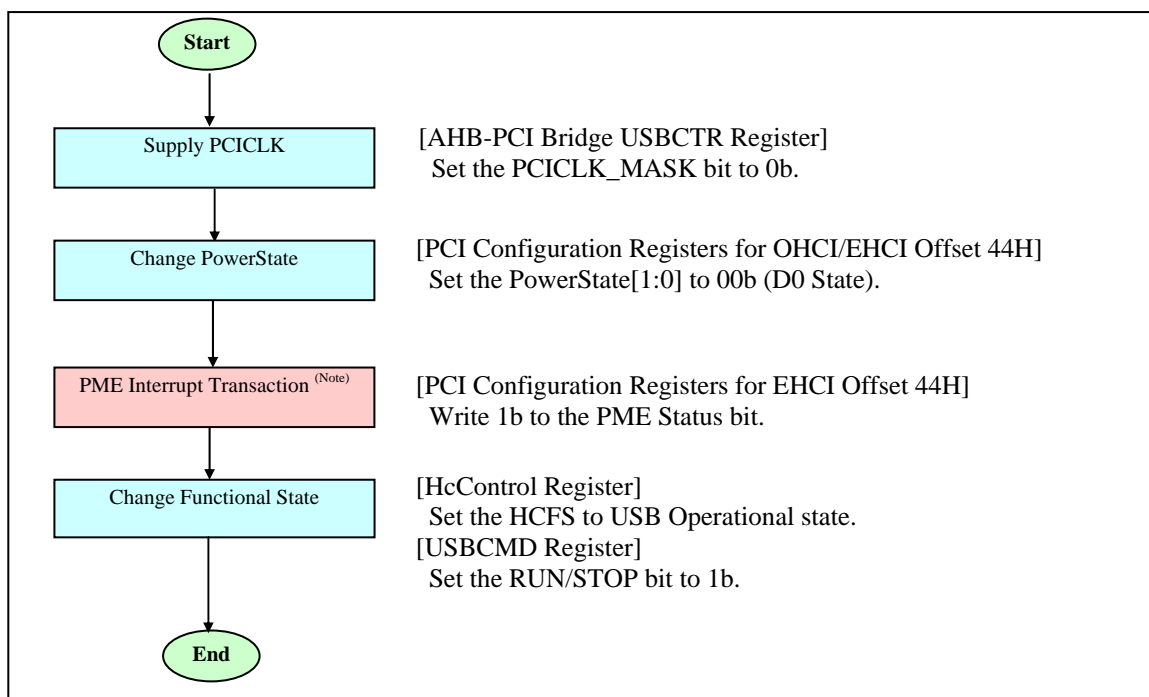 Start
Supply PCICLK
[AHB-PCI Bridge USBCTR Register]
Set the PCICLK_MASK bit to 0b.
Change PowerState
[PCI Configuration Registers for OHCI/EHCI Offset 44H]
Set the PowerState[1:0] to 00b (D0 State).
PME Interrupt Transaction (Note)
[PCI Configuration Registers for EHCI Offset 44H]
Write 1b to the PME Status bit.
Change Functional State
[HcControl Register]
Set the HCFS to USB Operational state.
[USBCMD Register]
Set the RUN/STOP bit to 1b.
End